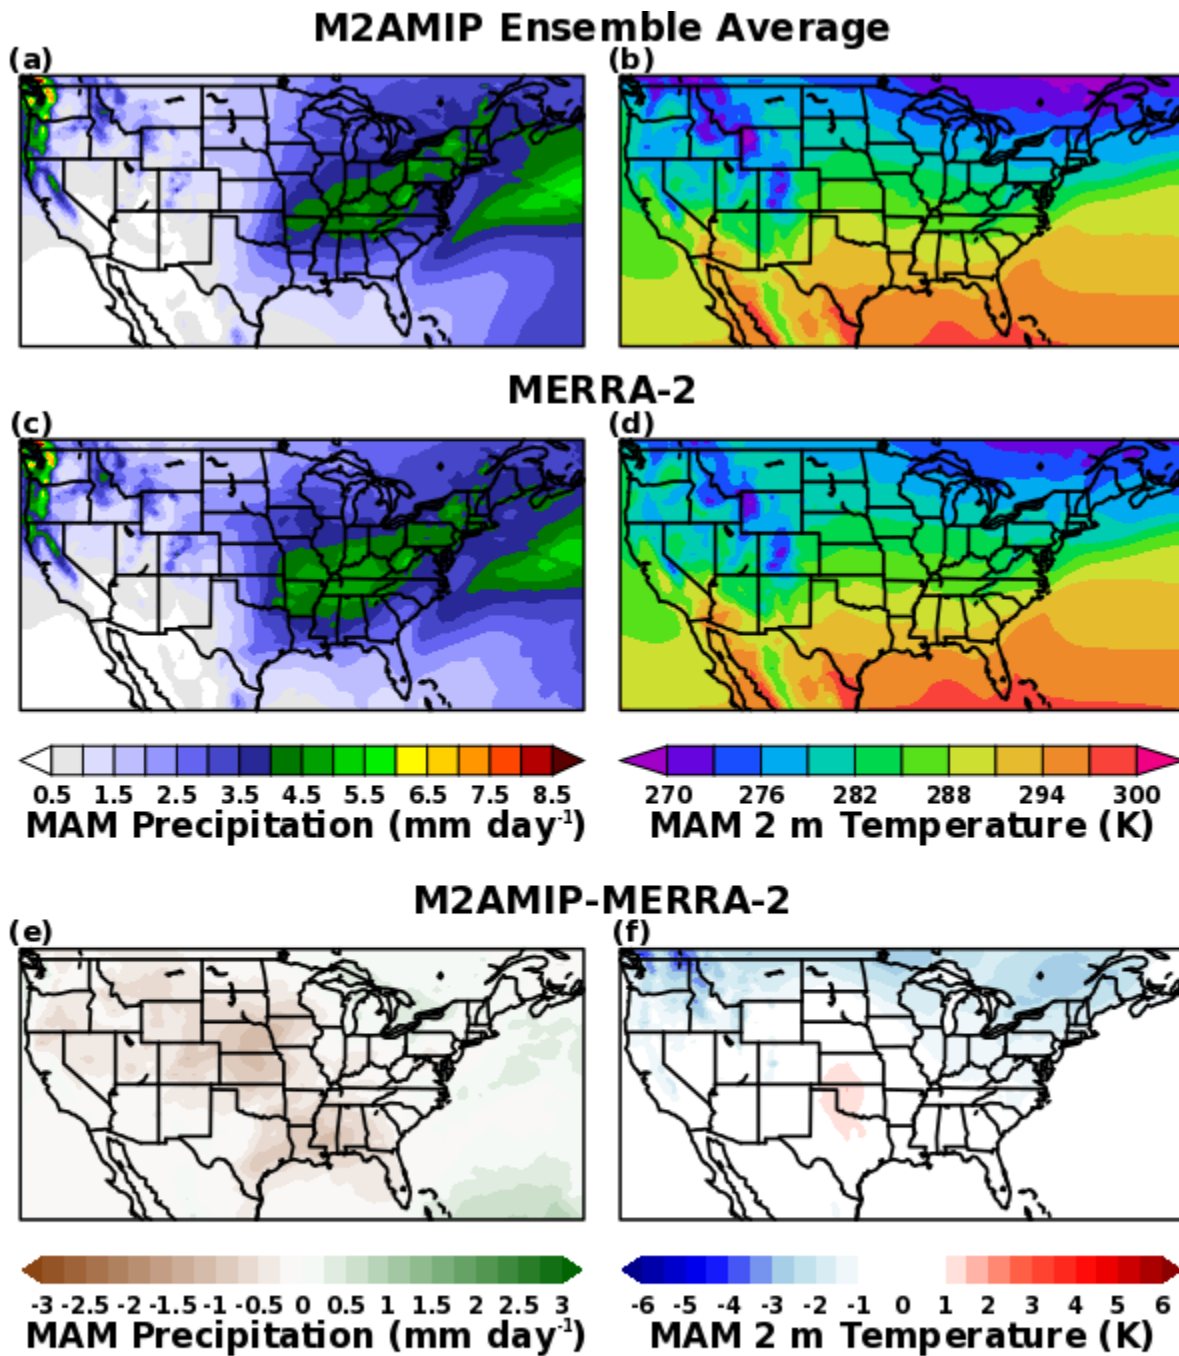 M2AMIP Ensemble Average
(a) (b)
MERRA-2
(c) (d)
0.5 1.5 2.5 3.5 4.5 5.5 6.5 7.5 8.5
MAM Precipitation (mm day⁻¹)
270 276 282 288 294 300
MAM 2 m Temperature (K)
M2AMIP-MERRA-2
(e) (f)
-3 -2.5 -2 -1.5 -1 -0.5 0 0.5 1 1.5 2 2.5 3
MAM Precipitation (mm day⁻¹)
-6 -5 -4 -3 -2 -1 0 1 2 3 4 5 6
MAM 2 m Temperature (K)